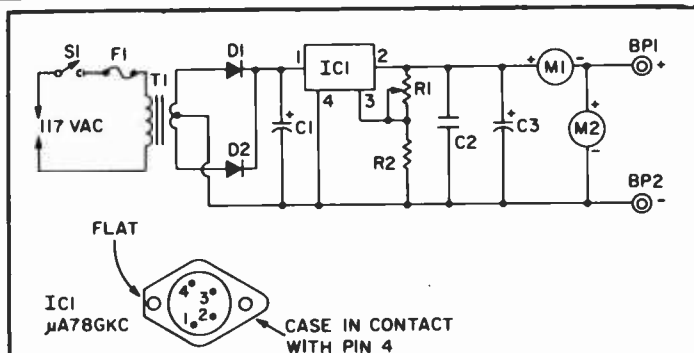 S1 F1 T1 D1 1 IC1 2 + M1 - BP1 +
4 3 R1 +
117 VAC + C1 C2 + C3 M2 -
D2 R2
BP2 -
FLAT
IC1
µA78GKC
4 3
1 2
CASE IN CONTACT
WITH PIN 4